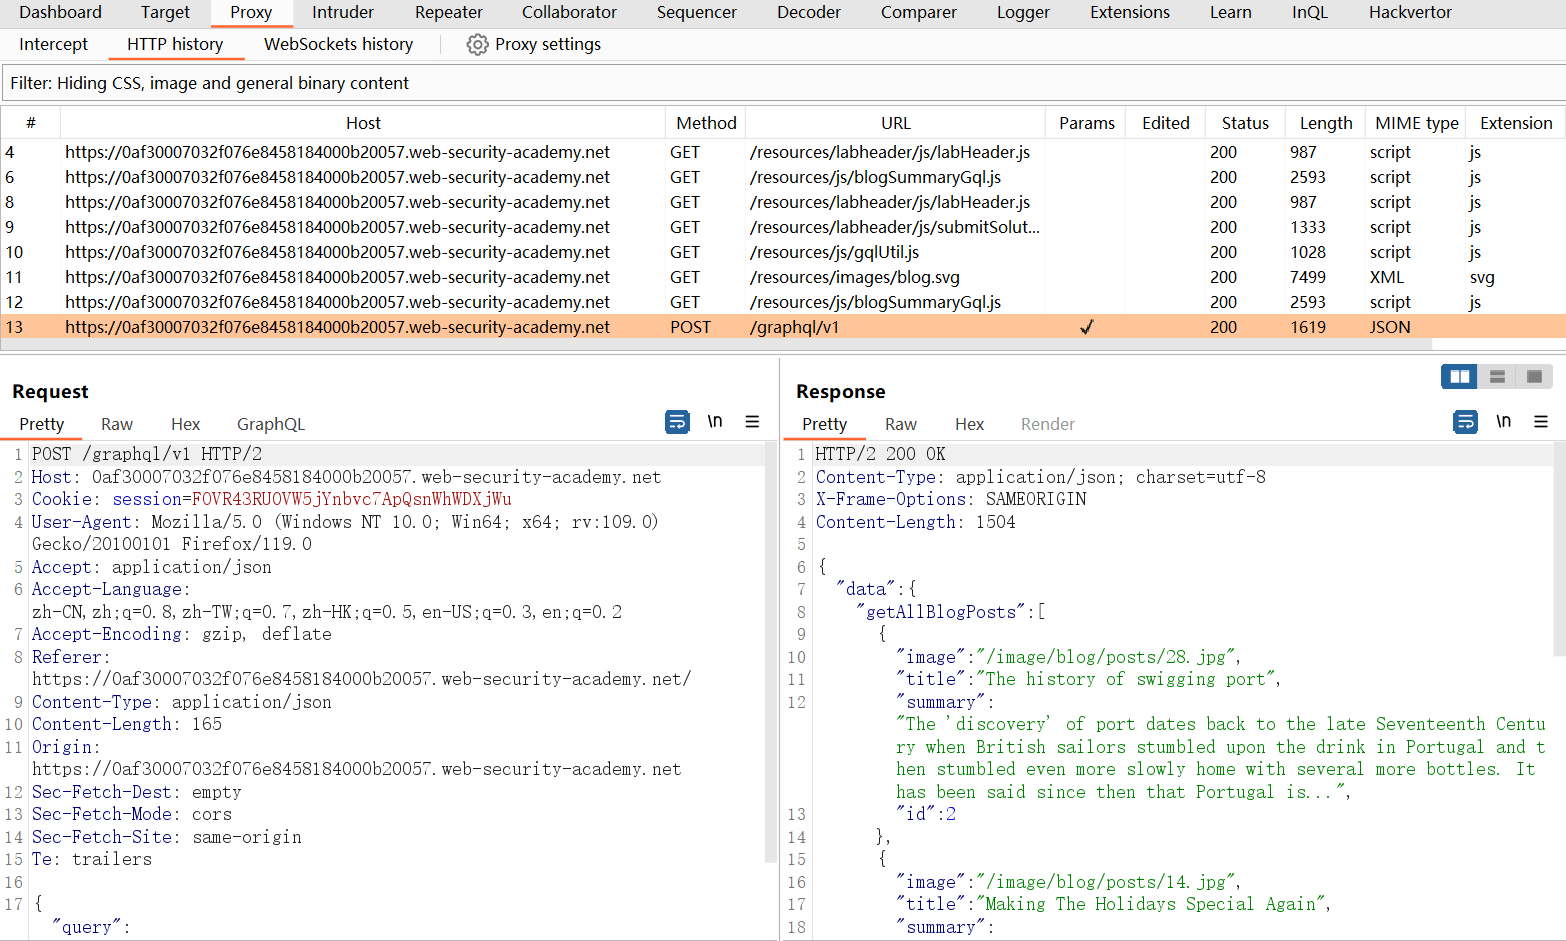 Dashboard Target Proxy Intruder Repeater Collaborator Sequencer Decoder Comparer Logger Extensions Learn InQL Hackvertor
Intercept HTTP history WebSockets history Proxy settings
Filter: Hiding CSS, image and general binary content
# Host Method URL Params Edited Status Length MIME type Extension
4 https://0af30007032f076e8458184000b20057.web-security-academy.net GET /resources/labheader/js/labHeader.js 200 987 script js
6 https://0af30007032f076e8458184000b20057.web-security-academy.net GET /resources/js/blogSummaryGql.js 200 2593 script js
8 https://0af30007032f076e8458184000b20057.web-security-academy.net GET /resources/labheader/js/labHeader.js 200 987 script js
9 https://0af30007032f076e8458184000b20057.web-security-academy.net GET /resources/labheader/js/submitSolut... 200 1333 script js
10 https://0af30007032f076e8458184000b20057.web-security-academy.net GET /resources/js/gqlUtil.js 200 1028 script js
11 https://0af30007032f076e8458184000b20057.web-security-academy.net GET /resources/images/blog.svg 200 7499 XML svg
12 https://0af30007032f076e8458184000b20057.web-security-academy.net GET /resources/js/blogSummaryGql.js 200 2593 script js
13 https://0af30007032f076e8458184000b20057.web-security-academy.net POST /graphql/v1 ✓ 200 1619 JSON
Request
Pretty Raw Hex GraphQL \n
1 POST /graphql/v1 HTTP/2
2 Host: 0af30007032f076e8458184000b20057.web-security-academy.net
3 Cookie: session=FOVR43RUOVW5jYnbvc7ApQsnWhWDXjWu
4 User-Agent: Mozilla/5.0 (Windows NT 10.0; Win64; x64; rv:109.0)
Gecko/20100101 Firefox/119.0
5 Accept: application/json
6 Accept-Language:
zh-CN,zh;q=0.8,zh-TW;q=0.7,zh-HK;q=0.5,en-US;q=0.3,en;q=0.2
7 Accept-Encoding: gzip, deflate
8 Referer:
https://0af30007032f076e8458184000b20057.web-security-academy.net/
9 Content-Type: application/json
10 Content-Length: 165
11 Origin:
https://0af30007032f076e8458184000b20057.web-security-academy.net
12 Sec-Fetch-Dest: empty
13 Sec-Fetch-Mode: cors
14 Sec-Fetch-Site: same-origin
15 Te: trailers
16
17 {
"query":
Response
Pretty Raw Hex Render \n
1 HTTP/2 200 OK
2 Content-Type: application/json; charset=utf-8
3 X-Frame-Options: SAMEORIGIN
4 Content-Length: 1504
5
6 {
7 "data":{
8 "getAllBlogPosts":[
9 {
10 "image":"/image/blog/posts/28.jpg",
11 "title":"The history of swigging port",
12 "summary":
"The 'discovery' of port dates back to the late Seventeenth Centu
ry when British sailors stumbled upon the drink in Portugal and t
hen stumbled even more slowly home with several more bottles. It
has been said since then that Portugal is...",
13 "id":2
14 },
15 {
16 "image":"/image/blog/posts/14.jpg",
17 "title":"Making The Holidays Special Again",
18 "summary":